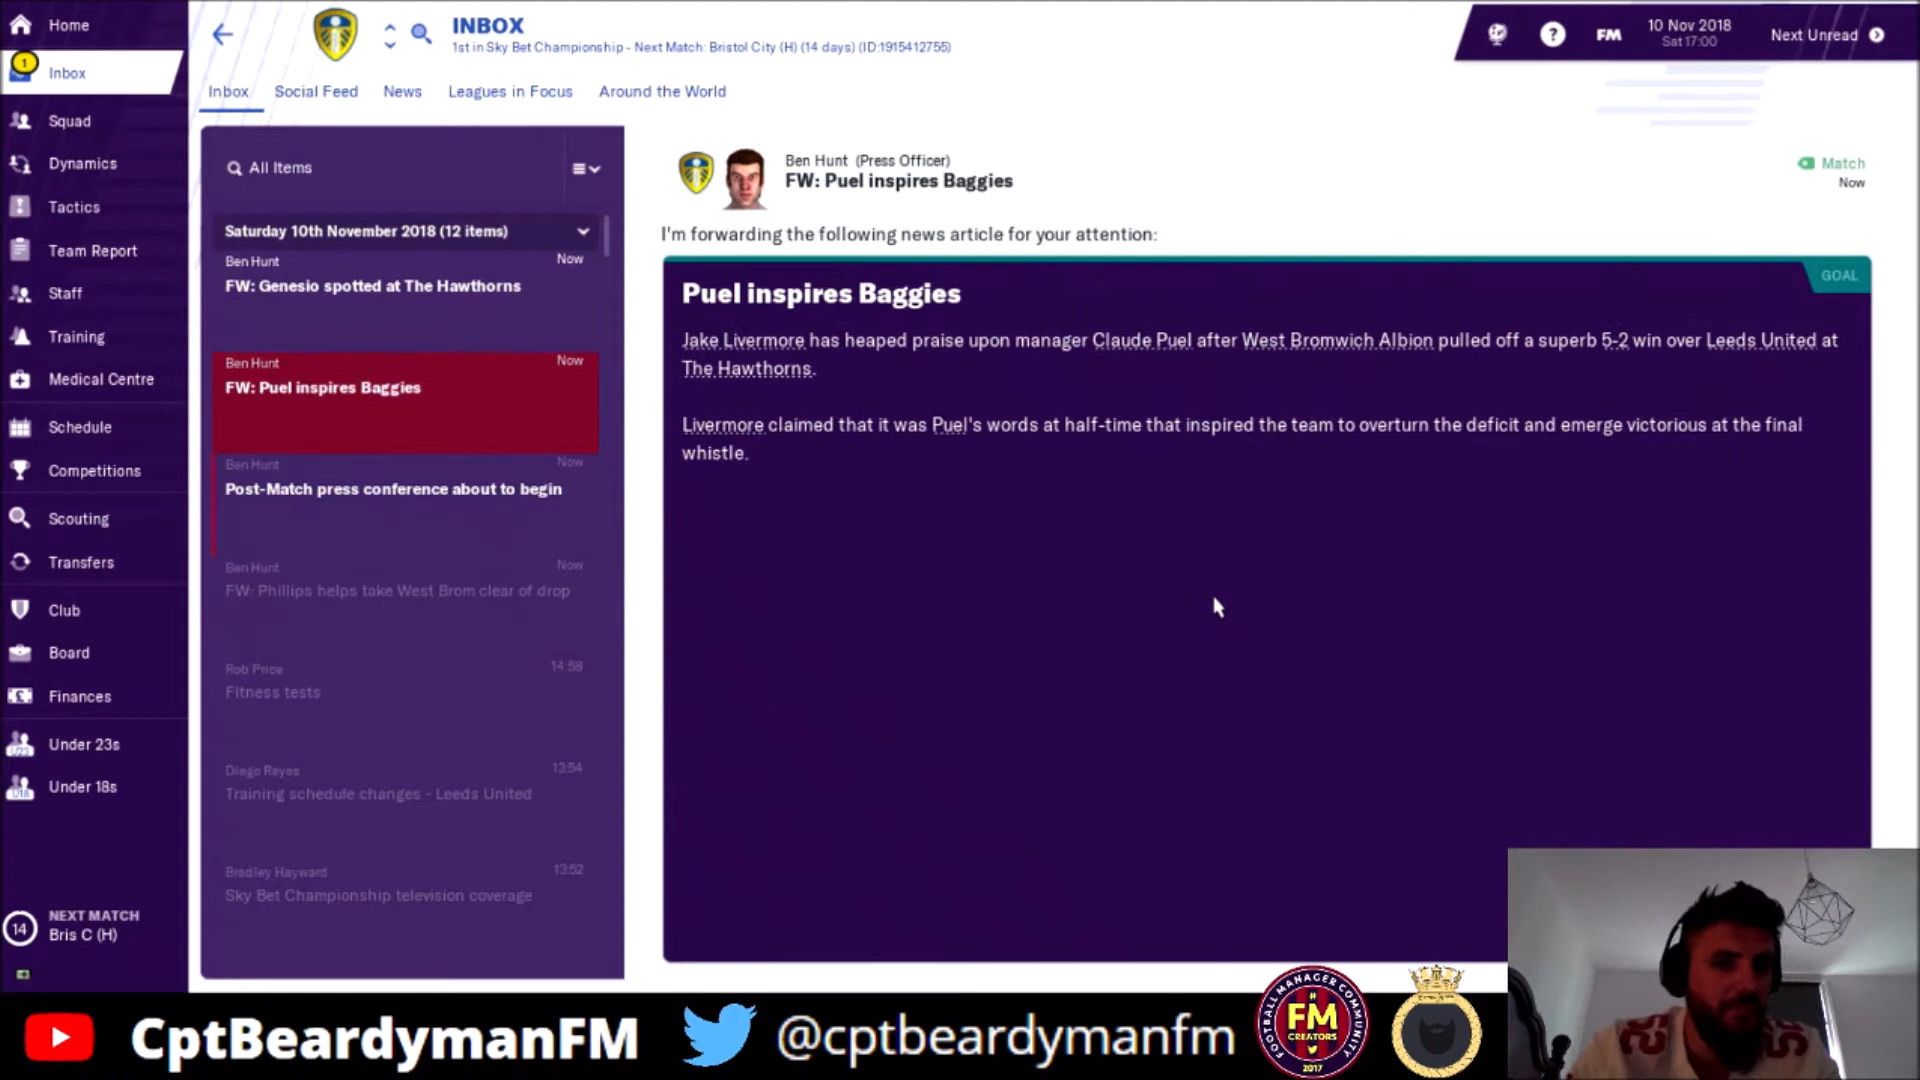 Home
1
Inbox
Squad
Dynamics
Tactics
Team Report
Staff
Training
Medical Centre
Schedule
Competitions
Scouting
Transfers
Club
Board
Finances
Under 23s
Under 18s
14
NEXT MATCH
Bris C (H)
INBOX
1st in Sky Bet Championship - Next Match: Bristol City (H) (14 days) (ID:1915412755)
Inbox Social Feed News Leagues in Focus Around the World
? FM 10 Nov 2018 Next Unread
Sat 17:00
All Items
Saturday 10th November 2018 (12 items)
Ben Hunt Now
FW: Genesio spotted at The Hawthorns
Ben Hunt Now
FW: Puel inspires Baggies
Ben Hunt Now
Post-Match press conference about to begin
Ben Hunt Now
FW: Phillips helps take West Brom clear of drop
Rob Price 14:58
Fitness tests
Diego Reyes 13:54
Training schedule changes - Leeds United
Bradley Hayward 13:52
Sky Bet Championship television coverage
Ben Hunt (Press Officer)
FW: Puel inspires Baggies
Match
Now
I'm forwarding the following news article for your attention:
GOAL
Puel inspires Baggies
Jake Livermore has heaped praise upon manager Claude Puel after West Bromwich Albion pulled off a superb 5-2 win over Leeds United at
The Hawthorns.
Livermore claimed that it was Puel's words at half-time that inspired the team to overturn the deficit and emerge victorious at the final
whistle.
CptBeardymanFM
@cptbeardymanfm
FOOTBALL MANAGER COMMUNITY
#
FM
CREATORS
2017